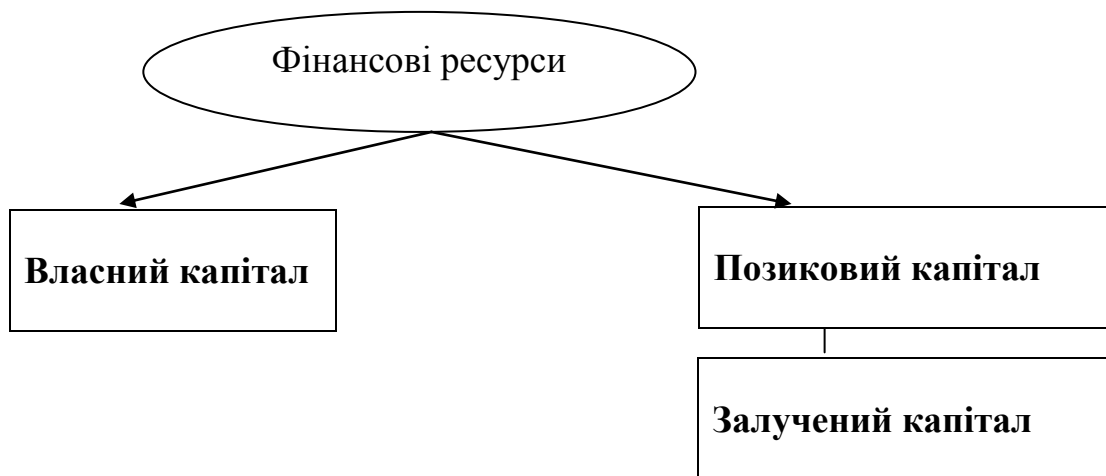 Фінансові ресурси
Власний капітал
Позиковий капітал
Залучений капітал